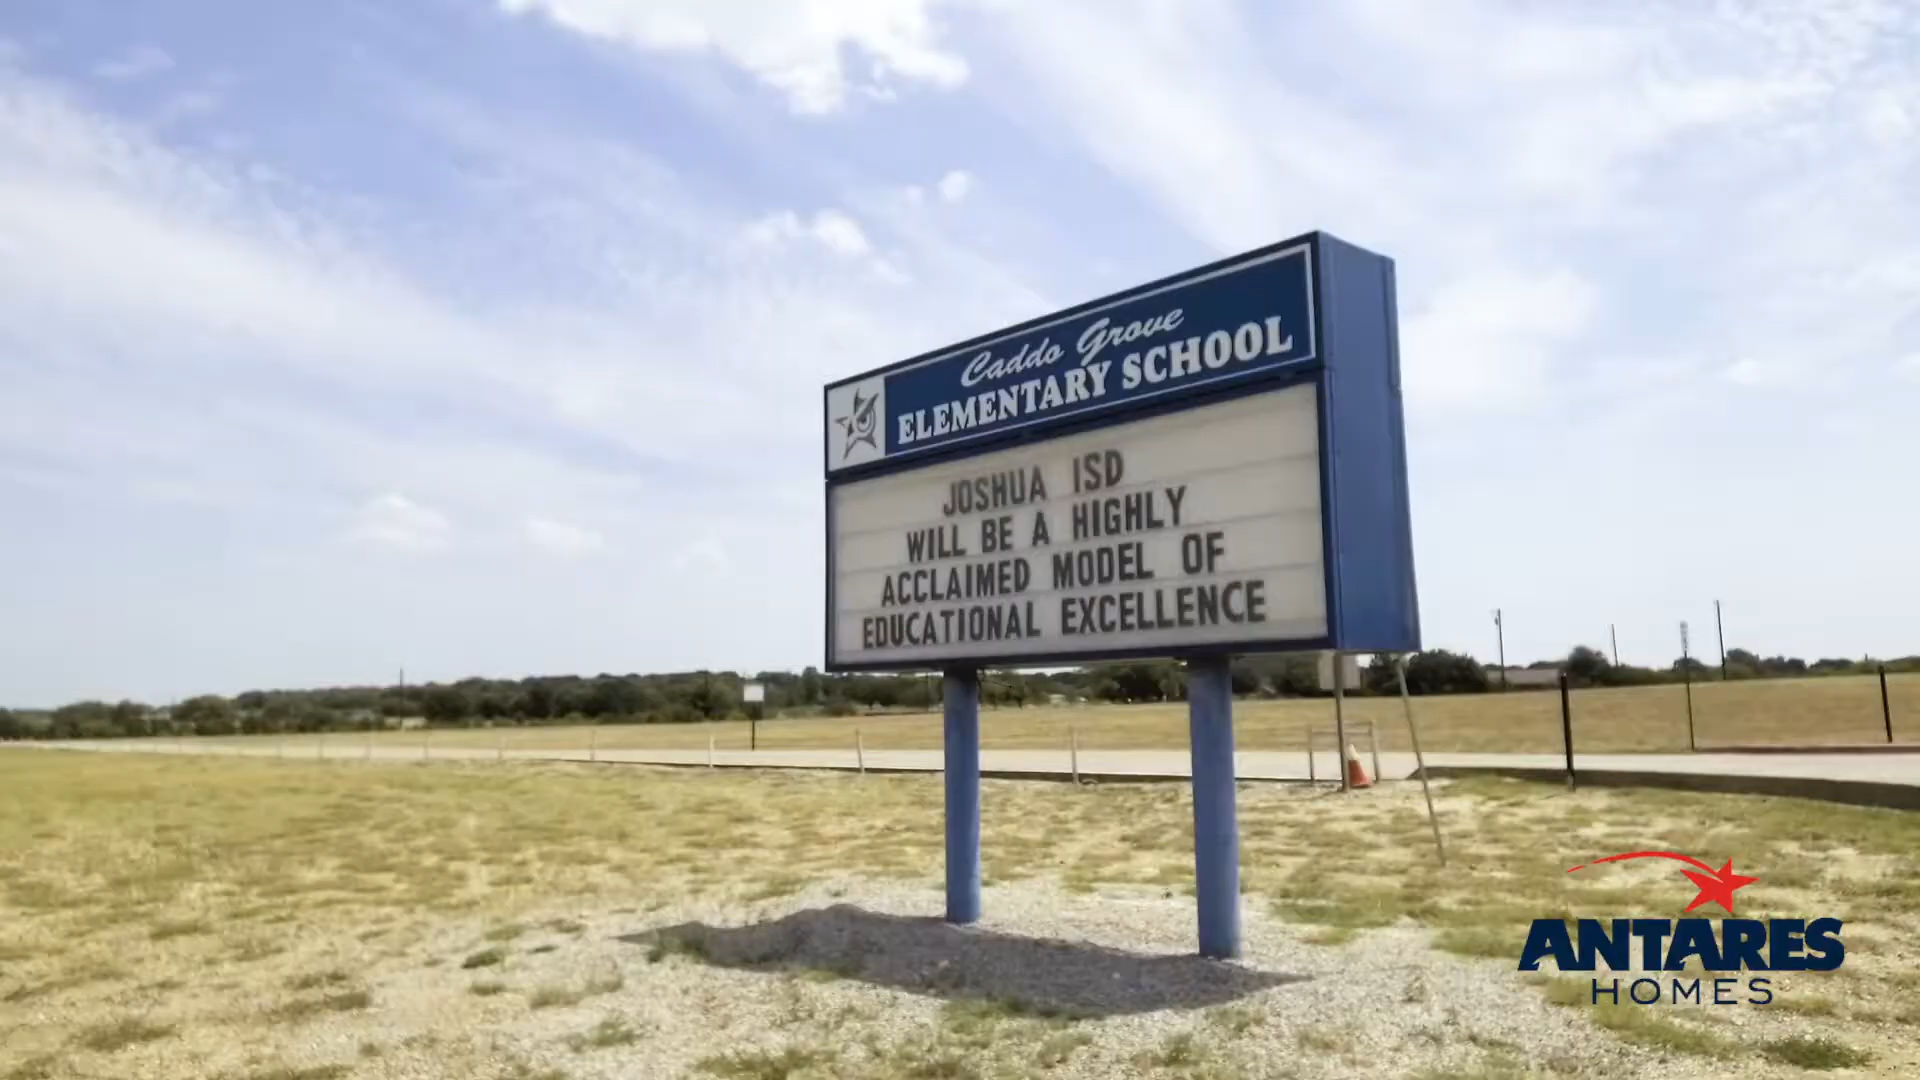 Caddo Grove
ELEMENTARY SCHOOL
JOSHUA ISD
WILL BE A HIGHLY
ACCLAIMED MODEL OF
EDUCATIONAL EXCELLENCE
ANTARES
HOMES